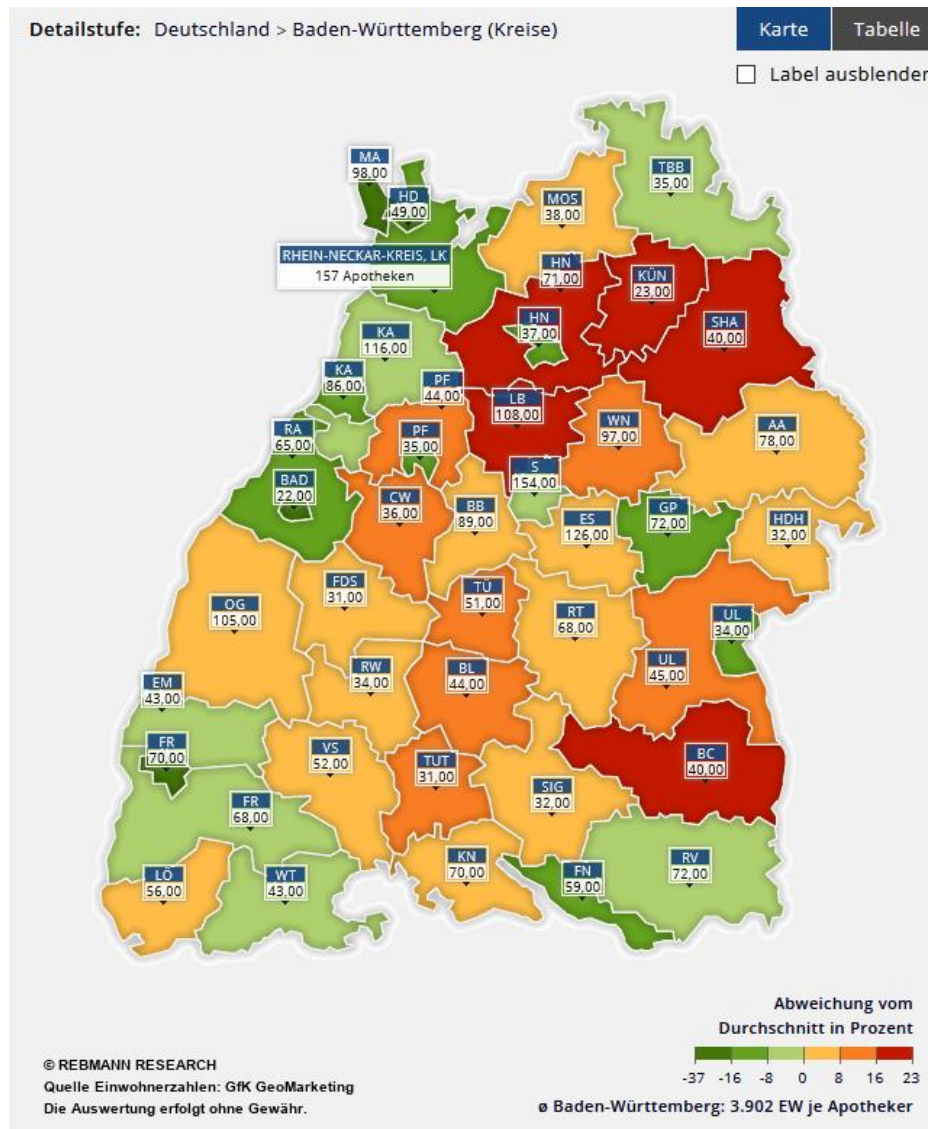 Detailstufe: Deutschland > Baden-Württemberg (Kreise)
Karte
Tabelle
Label ausblenden
MA
98,00
HD
49,00
TBB
35,00
MOS
38,00
RHEIN-NECKAR-KREIS, LK
157 Apotheken
HN
71,00
KÜN
23,00
HN
37,00
SHA
40,00
KA
116,00
KA
86,00
PF
44,00
LB
108,00
WN
97,00
AA
78,00
RA
65,00
PF
35,00
S
154,00
BAD
22,00
CW
36,00
BB
89,00
ES
126,00
GP
72,00
HDH
32,00
FDS
31,00
TÜ
51,00
OG
105,00
RT
68,00
UL
34,00
RW
34,00
BL
44,00
UL
45,00
EM
43,00
FR
70,00
VS
52,00
TUT
31,00
BC
40,00
SIG
32,00
FR
68,00
LÖ
56,00
WT
43,00
KN
70,00
FN
59,00
RV
72,00
Abweichung vom
Durchschnitt in Prozent
-37 -16 -8 0 8 16 23
ø Baden-Württemberg: 3.902 EW je Apotheker
© REBMANN RESEARCH
Quelle Einwohnerzahlen: GfK GeoMarketing
Die Auswertung erfolgt ohne Gewähr.